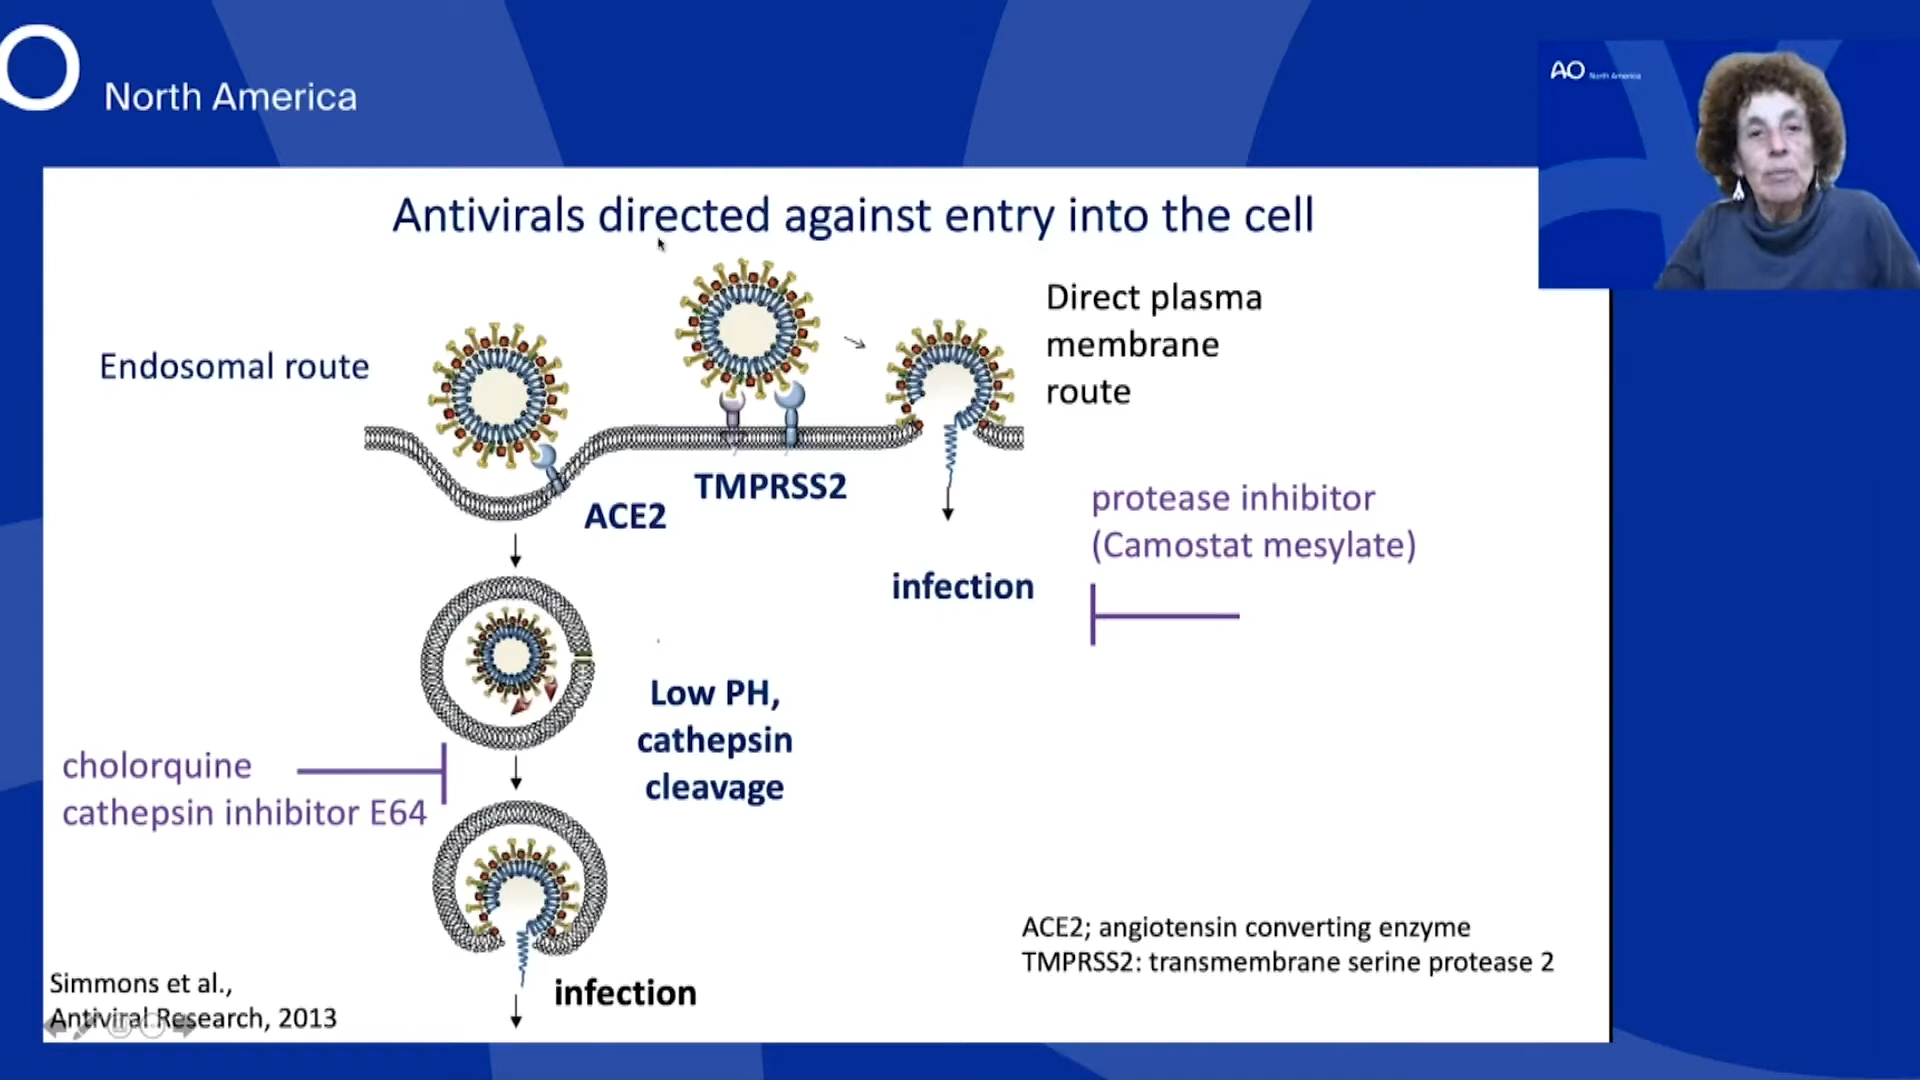 North America
AO North America
Antivirals directed against entry into the cell
Endosomal route
Direct plasma
membrane
route
TMPRSS2
ACE2
protease inhibitor
(Camostat mesylate)
infection
Low PH,
cathepsin
cleavage
cholorquine
cathepsin inhibitor E64
ACE2; angiotensin converting enzyme
TMPRSS2: transmembrane serine protease 2
infection
Simmons et al.,
Antiviral Research, 2013